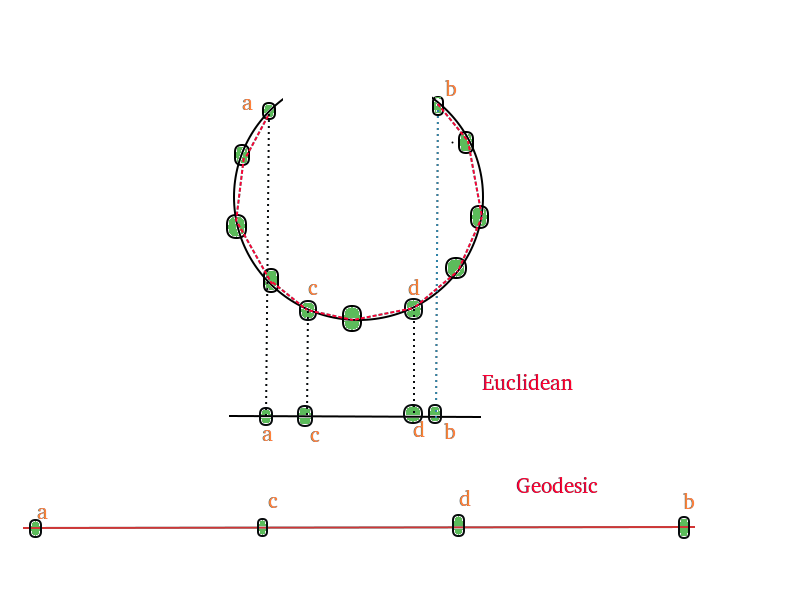 b
a
c d
Euclidean
a c d b
Geodesic
a c d b